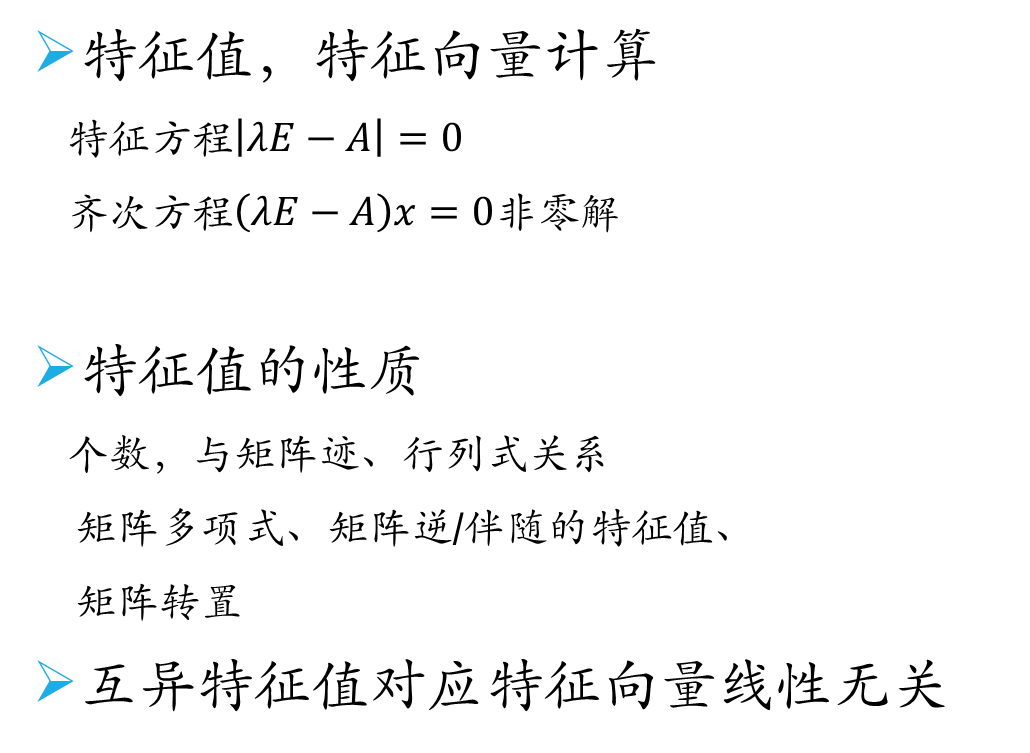 特征值，特征向量计算
特征方程|λE − A| = 0
齐次方程(λE − A)x = 0非零解
特征值的性质
个数，与矩阵迹、行列式关系
矩阵多项式、矩阵逆/伴随的特征值、
矩阵转置
互异特征值对应特征向量线性无关